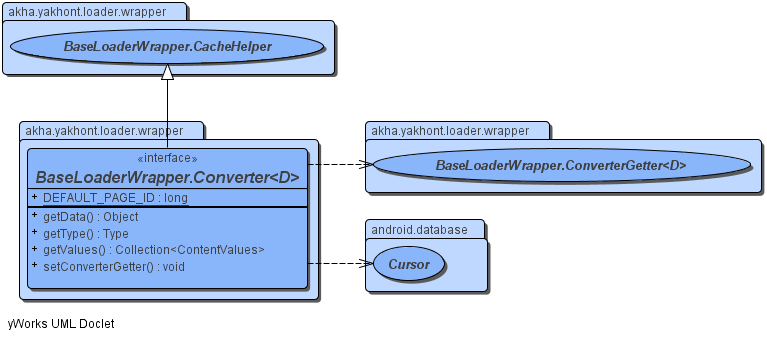 akha.yakhont.loader.wrapper
BaseLoaderWrapper.CacheHelper
akha.yakhont.loader.wrapper
«interface»
BaseLoaderWrapper.Converter<D>
+ DEFAULT_PAGE_ID : long
+ getData() : Object
+ getType() : Type
+ getValues() : Collection<ContentValues>
+ setConverterGetter() : void
akha.yakhont.loader.wrapper
BaseLoaderWrapper.ConverterGetter<D>
android.database
Cursor
yWorks UML Doclet